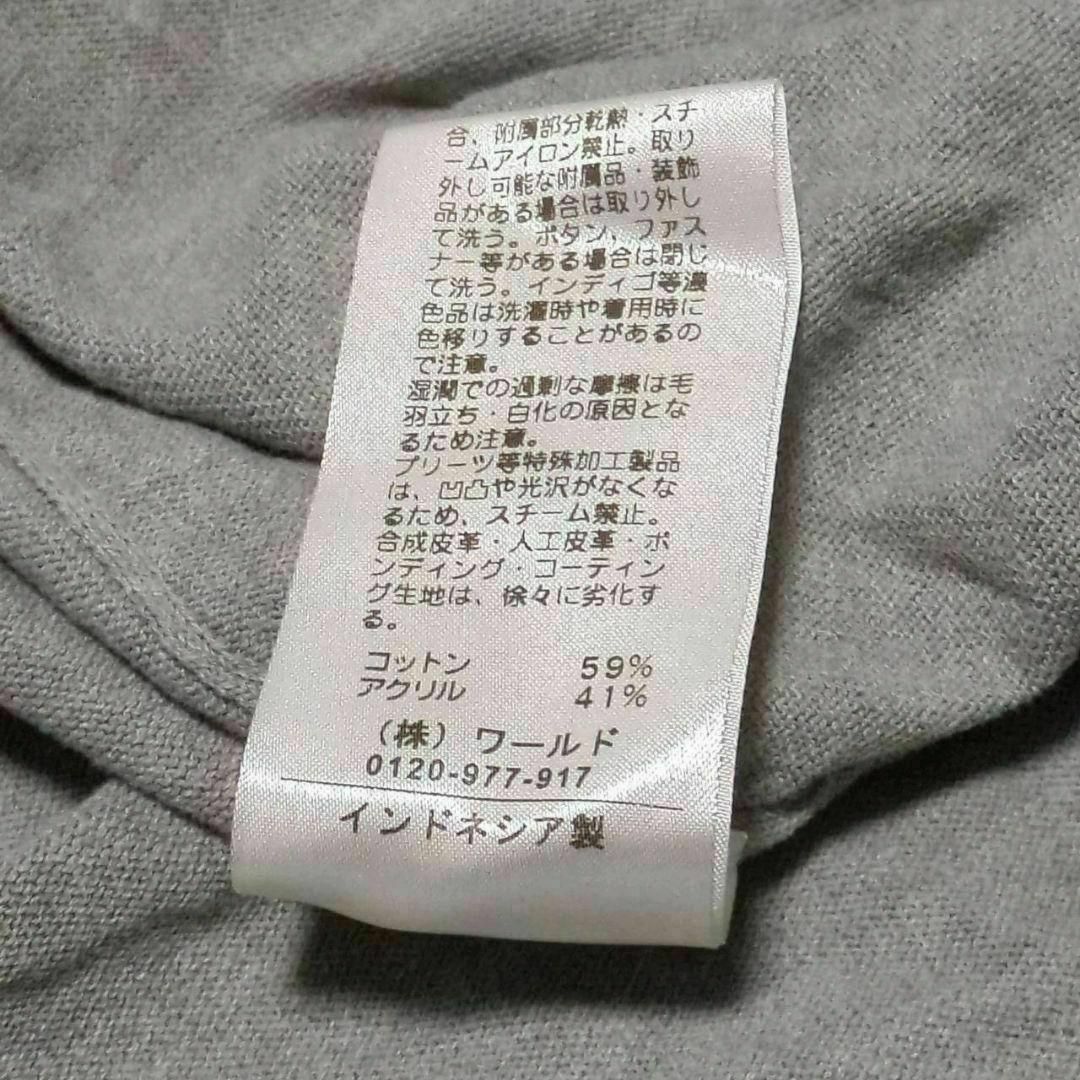 合、附属部分乾熱・スチ
ームアイロン禁止。取り
外し可能な附属品・装飾
品がある場合は取り外し
て洗う。ボタン、ファス
ナー等がある場合は閉じ
て洗う。インディゴ等濃
色品は洗濯時や着用時に
色移りすることがあるの
で注意。
湿潤での過剰な摩擦は毛
羽立ち・白化の原因とな
るため注意。
プリーツ等特殊加工製品
は、凹凸や光沢がなくな
るため、スチーム禁止。
合成皮革・人工皮革・ボ
ンディング・コーティン
グ生地は、徐々に劣化す
る。
コットン 59%
アクリル 41%
（株）ワールド
0120-977-917
インドネシア製